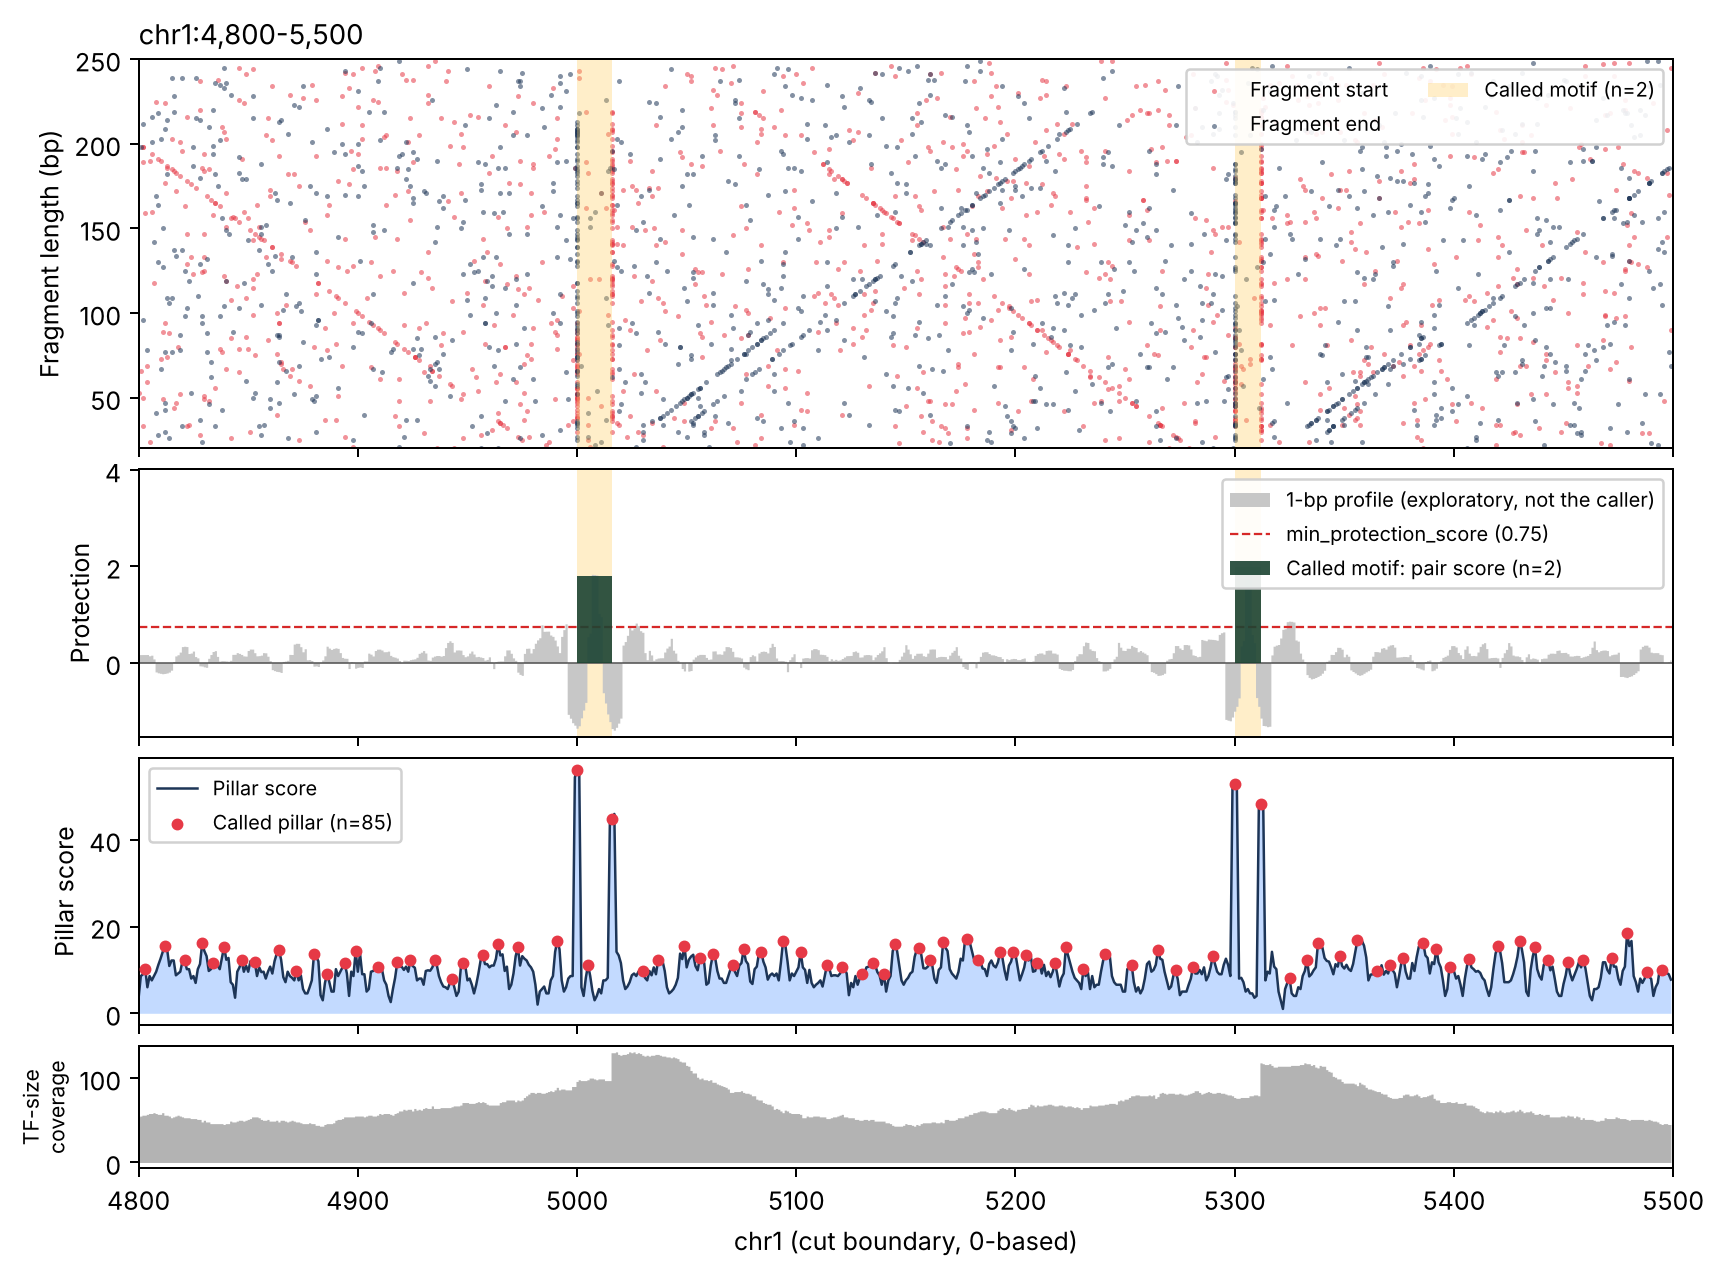 chr1:4,800-5,500
250
200
150
100
50
Fragment length (bp)
Fragment start
Fragment end
Called motif (n=2)
4
2
0
Protection
1-bp profile (exploratory, not the caller)
min_protection_score (0.75)
Called motif: pair score (n=2)
40
20
0
Pillar score
Pillar score
Called pillar (n=85)
100
0
TF-size
coverage
4800
4900
5000
5100
5200
5300
5400
5500
chr1 (cut boundary, 0-based)